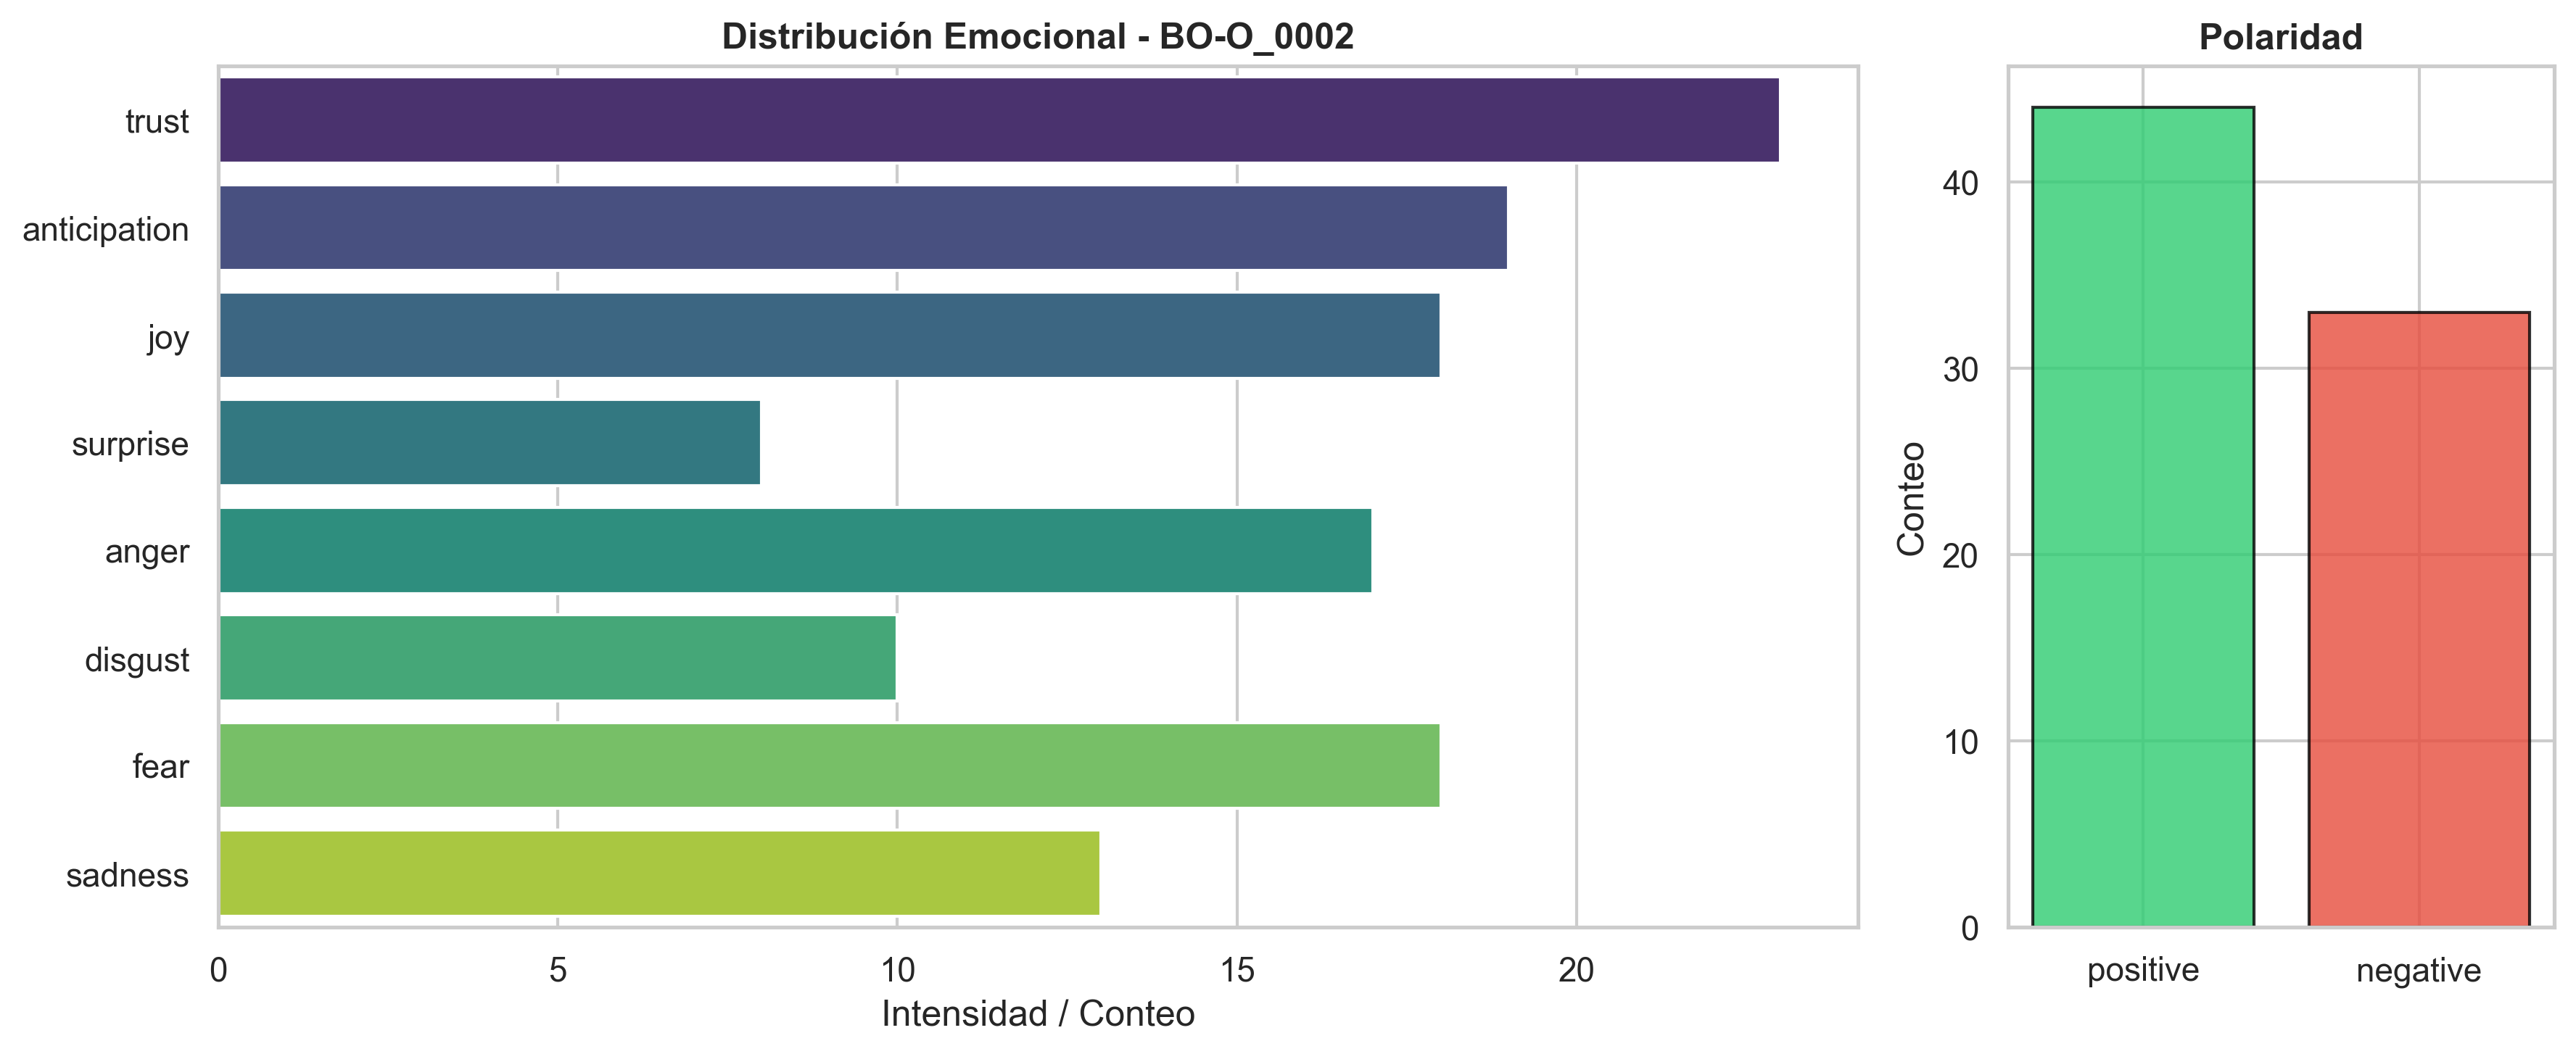 Distribución Emocional - BO-O_0002
trust
anticipation
joy
surprise
anger
disgust
fear
sadness
0 5 10 15 20
Intensidad / Conteo
Polaridad
Conteo
40
30
20
10
0
positive negative